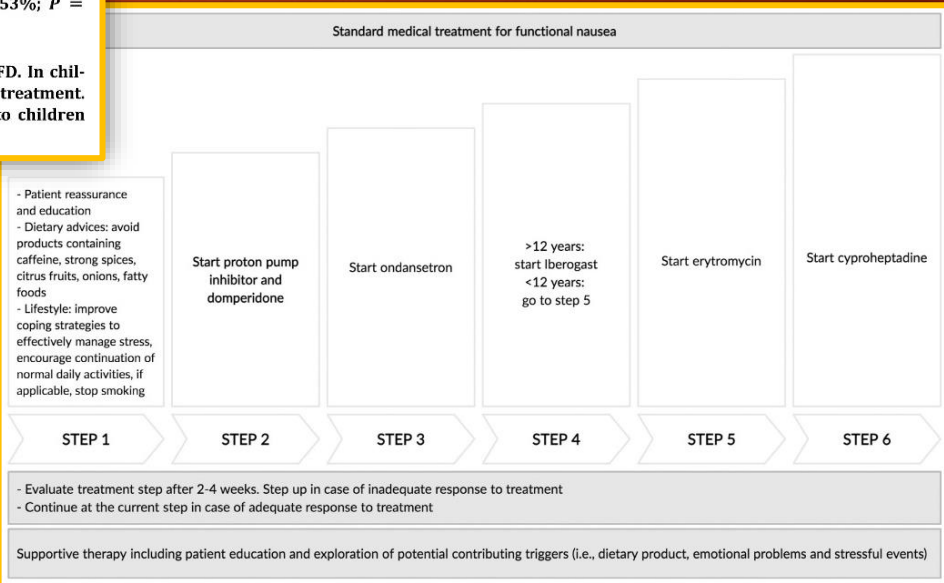 53%; P =
FD. In chil-
treatment.
to children
Standard medical treatment for functional nausea
- Patient reassurance
and education
- Dietary advices: avoid
products containing
caffeine, strong spices,
citrus fruits, onions, fatty
foods
- Lifestyle: improve
coping strategies to
effectively manage stress,
encourage continuation of
normal daily activities, if
applicable, stop smoking
Start proton pump
inhibitor and
domperidone
Start ondansetron
>12 years:
start Iberogast
<12 years:
go to step 5
Start erytromycin
Start cyproheptadine
STEP 1
STEP 2
STEP 3
STEP 4
STEP 5
STEP 6
- Evaluate treatment step after 2-4 weeks. Step up in case of inadequate response to treatment
- Continue at the current step in case of adequate response to treatment
Supportive therapy including patient education and exploration of potential contributing triggers (i.e., dietary product, emotional problems and stressful events)